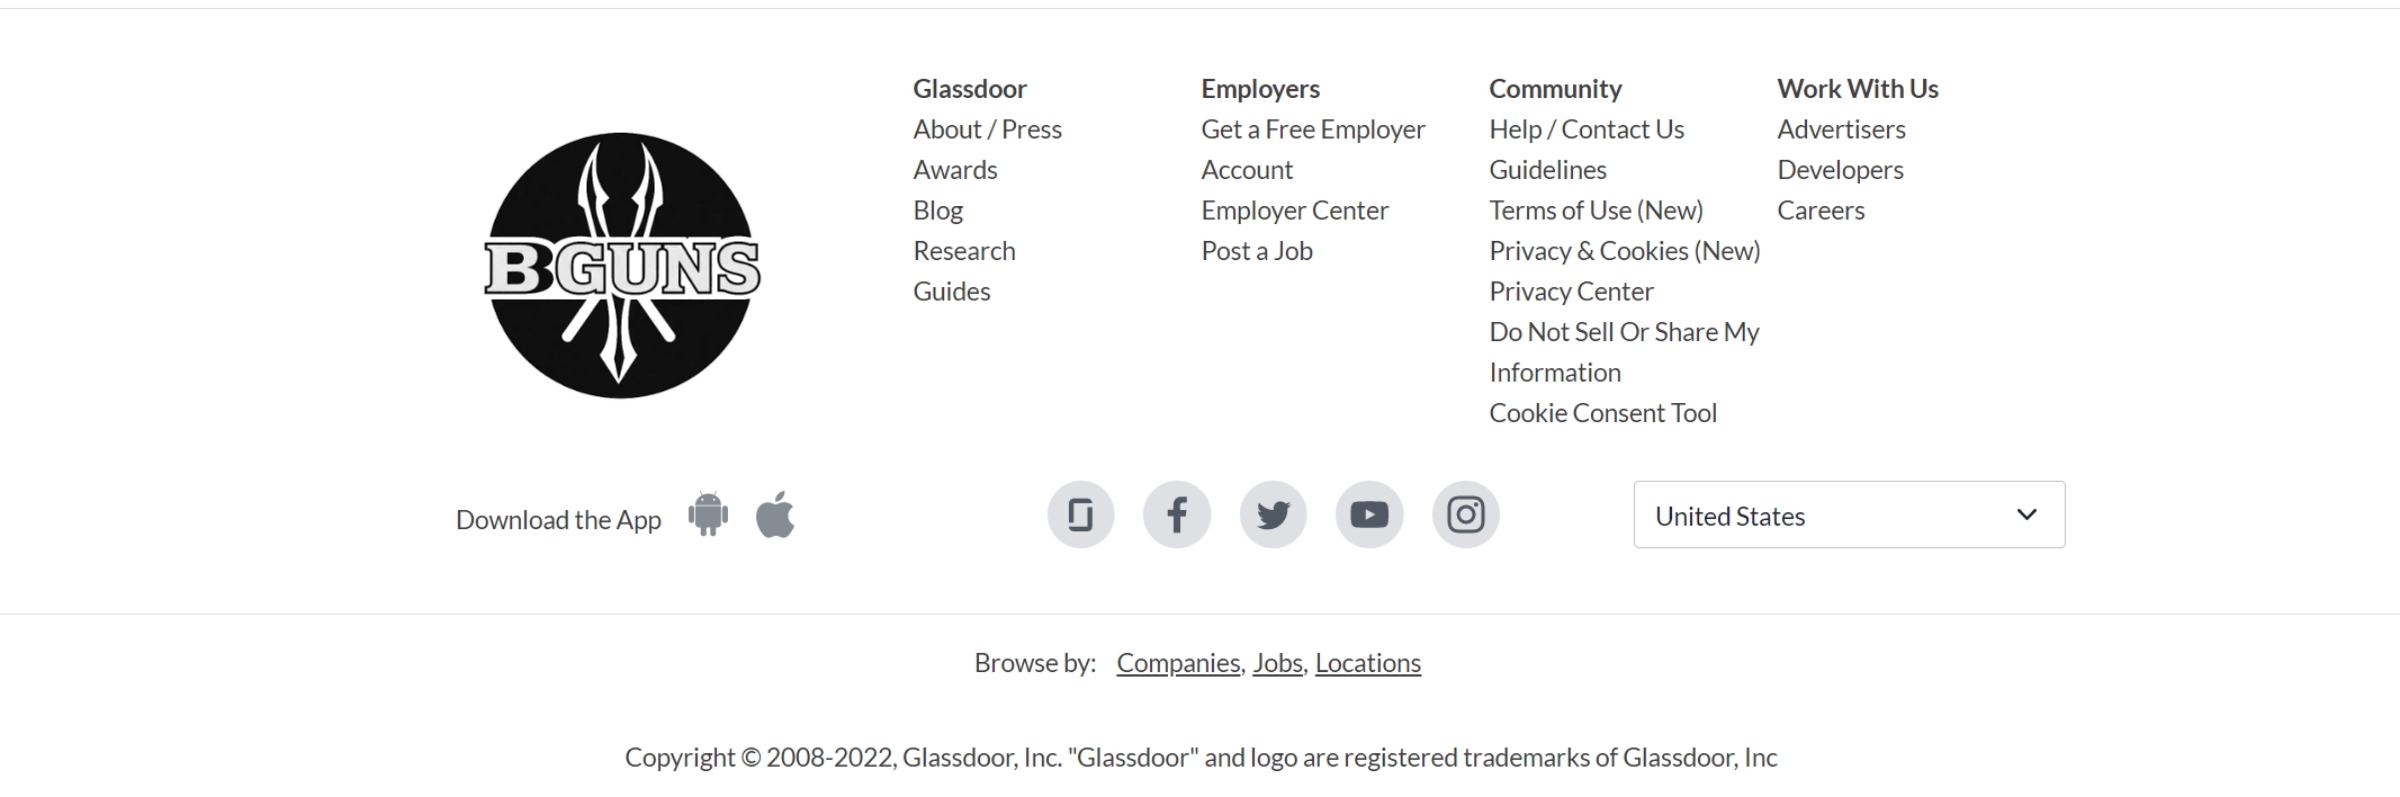 BGUNS
Glassdoor
About / Press
Awards
Blog
Research
Guides
Employers
Get a Free Employer
Account
Employer Center
Post a Job
Community
Help / Contact Us
Guidelines
Terms of Use (New)
Privacy & Cookies (New)
Privacy Center
Do Not Sell Or Share My
Information
Cookie Consent Tool
Work With Us
Advertisers
Developers
Careers
Download the App
United States
Browse by: Companies, Jobs, Locations
Copyright © 2008-2022, Glassdoor, Inc. "Glassdoor" and logo are registered trademarks of Glassdoor, Inc